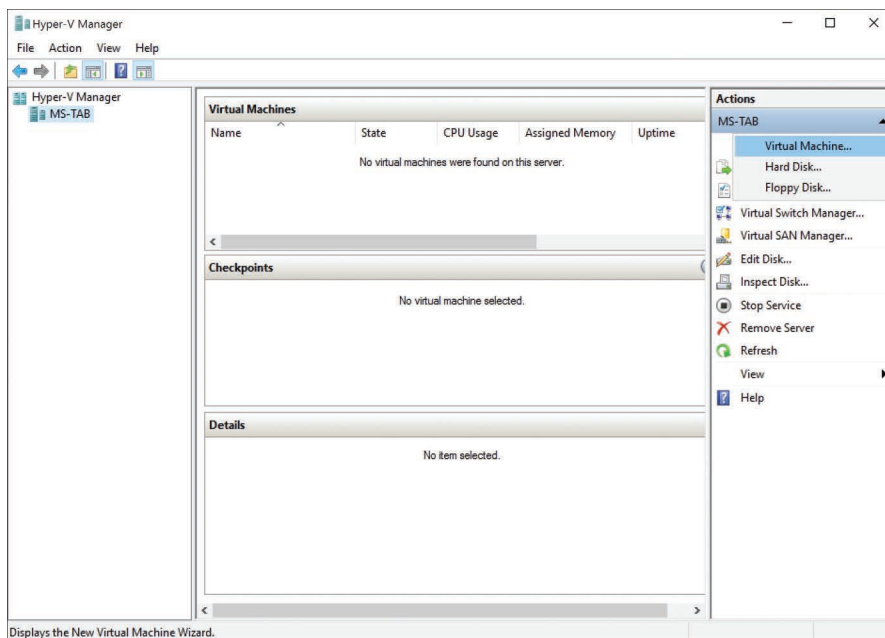 Hyper-V Manager
File Action View Help
Hyper-V Manager
MS-TAB
Virtual Machines
Name State CPU Usage Assigned Memory Uptime
No virtual machines were found on this server.
Checkpoints
No virtual machine selected.
Details
No item selected.
Actions
MS-TAB
Virtual Machine...
Hard Disk...
Floppy Disk...
Virtual Switch Manager...
Virtual SAN Manager...
Edit Disk...
Inspect Disk...
Stop Service
Remove Server
Refresh
View
Help
Displays the New Virtual Machine Wizard.